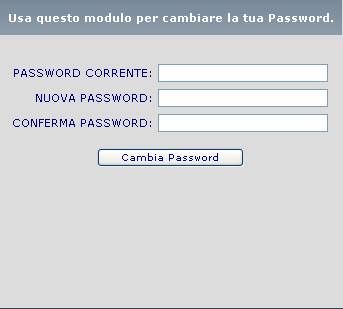 Usa questo modulo per cambiare la tua Password.
PASSWORD CORRENTE:
NUOVA PASSWORD:
CONFERMA PASSWORD:
Cambia Password